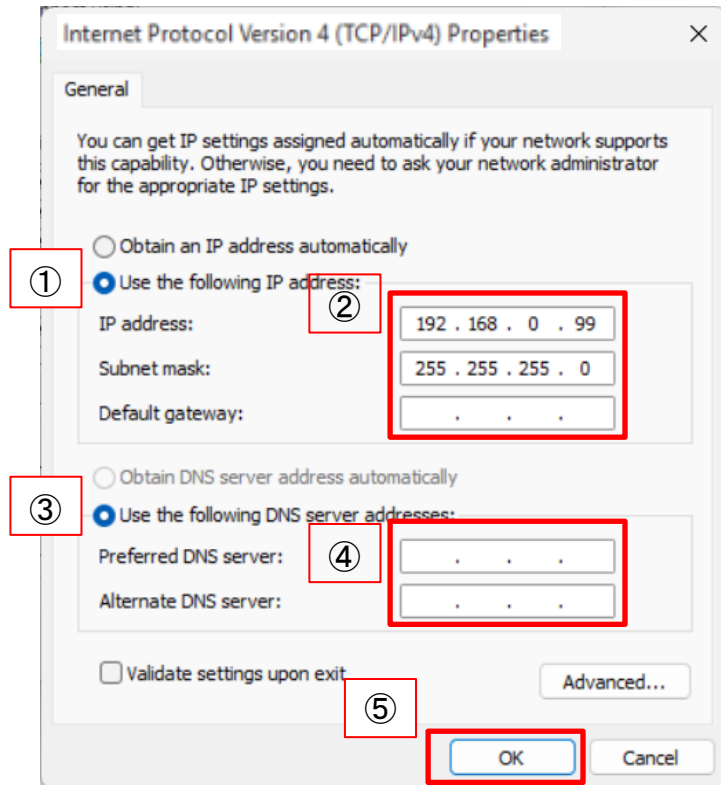 Internet Protocol Version 4 (TCP/IPv4) Properties
General
You can get IP settings assigned automatically if your network supports
this capability. Otherwise, you need to ask your network administrator
for the appropriate IP settings.
Obtain an IP address automatically
① Use the following IP address:
②
IP address: 192 . 168 . 0 . 99
Subnet mask: 255 . 255 . 255 . 0
Default gateway: . . .
Obtain DNS server address automatically
③ Use the following DNS server addresses:
④
Preferred DNS server: . . .
Alternate DNS server: . . .
Validate settings upon exit
Advanced...
⑤
OK Cancel